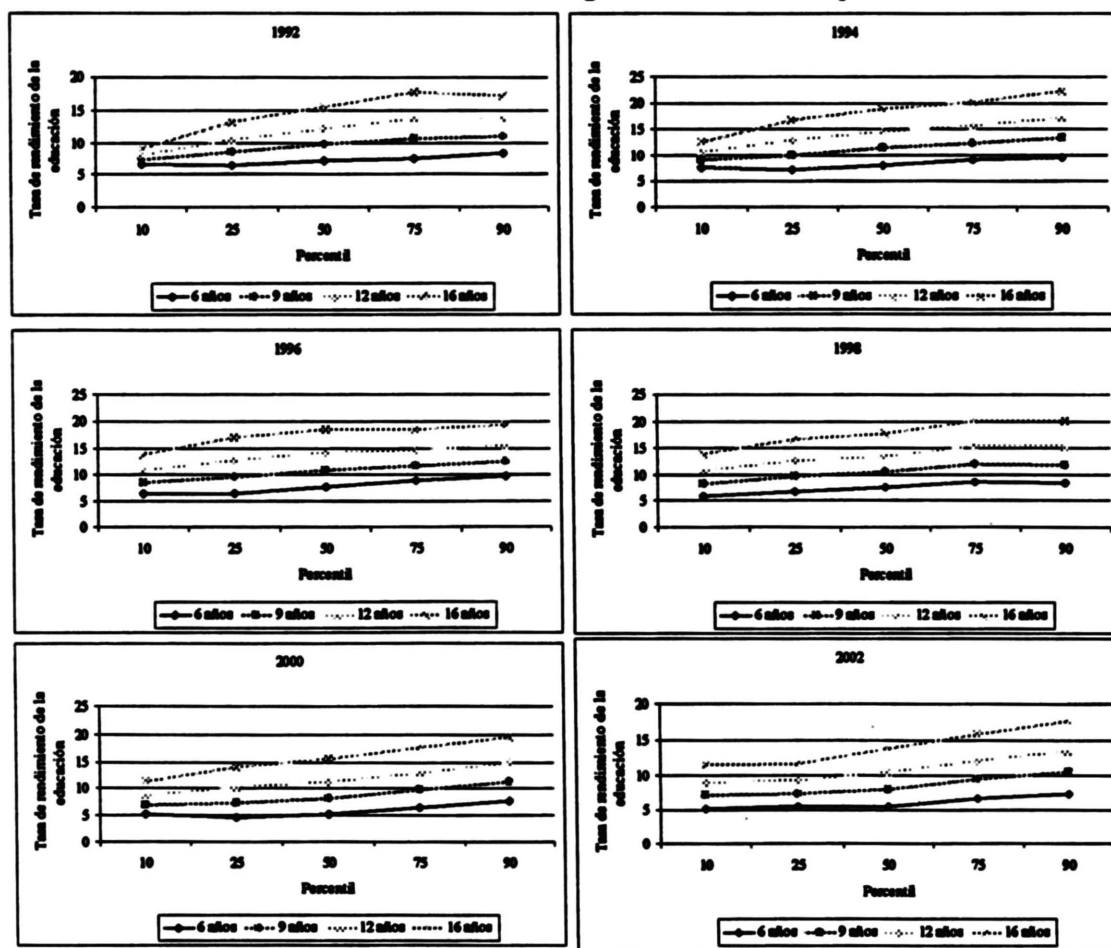 1992
Tasa de rendimiento de la
educación
20
15
10
5
0
10 25 50 75 90
Percentil
6 años 9 años 12 años 16 años
1994
Tasa de rendimiento de la
educación
25
20
15
10
5
0
10 25 50 75 90
Percentil
6 años 9 años 12 años 16 años
1996
Tasa de rendimiento de la
educación
25
20
15
10
5
0
10 25 50 75 90
Percentil
6 años 9 años 12 años 16 años
1998
Tasa de rendimiento de la
educación
25
20
15
10
5
0
10 25 50 75 90
Percentil
6 años 9 años 12 años 16 años
2000
Tasa de rendimiento de la
educación
25
20
15
10
5
0
10 25 50 75 90
Percentil
6 años 9 años 12 años 16 años
2002
Tasa de rendimiento de la
educación
20
15
10
5
0
10 25 50 75 90
Percentil
6 años 9 años 12 años 16 años